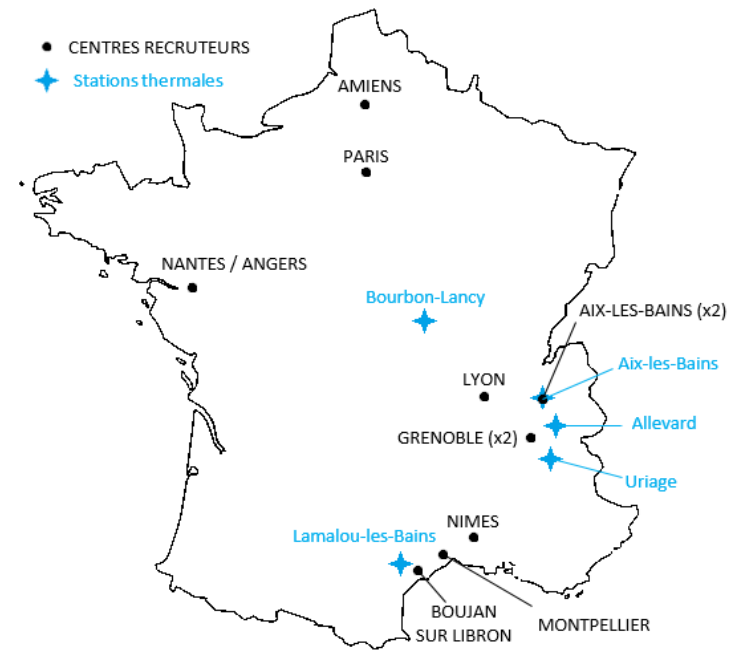 CENTRES RECRUTEURS
Stations thermales
AMIENS
PARIS
NANTES / ANGERS
Bourbon-Lancy
AIX-LES-BAINS (x2)
Aix-les-Bains
LYON
Allevard
GRENOBLE (x2)
Uriage
NIMES
Lamalou-les-Bains
BOUJAN
SUR LIBRON
MONTPELLIER